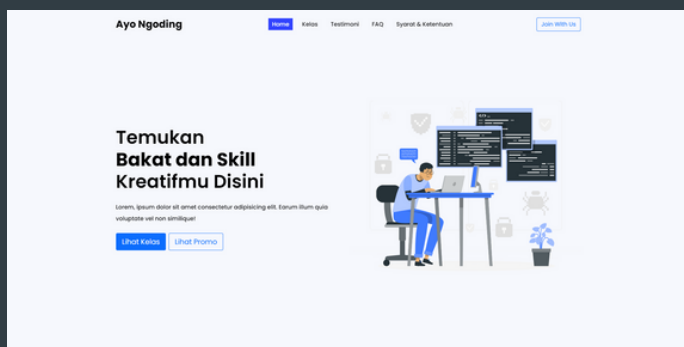 Ayo Ngoding
Home Kelas Testimoni FAQ Syarat & Ketentuan
Join With Us
Temukan
Bakat dan Skill
Kreatifmu Disini
Lorem, ipsum dolor sit amet consectetur adipisicing elit. Earum illum quia
voluptate vel non similique!
Lihat Kelas Lihat Promo